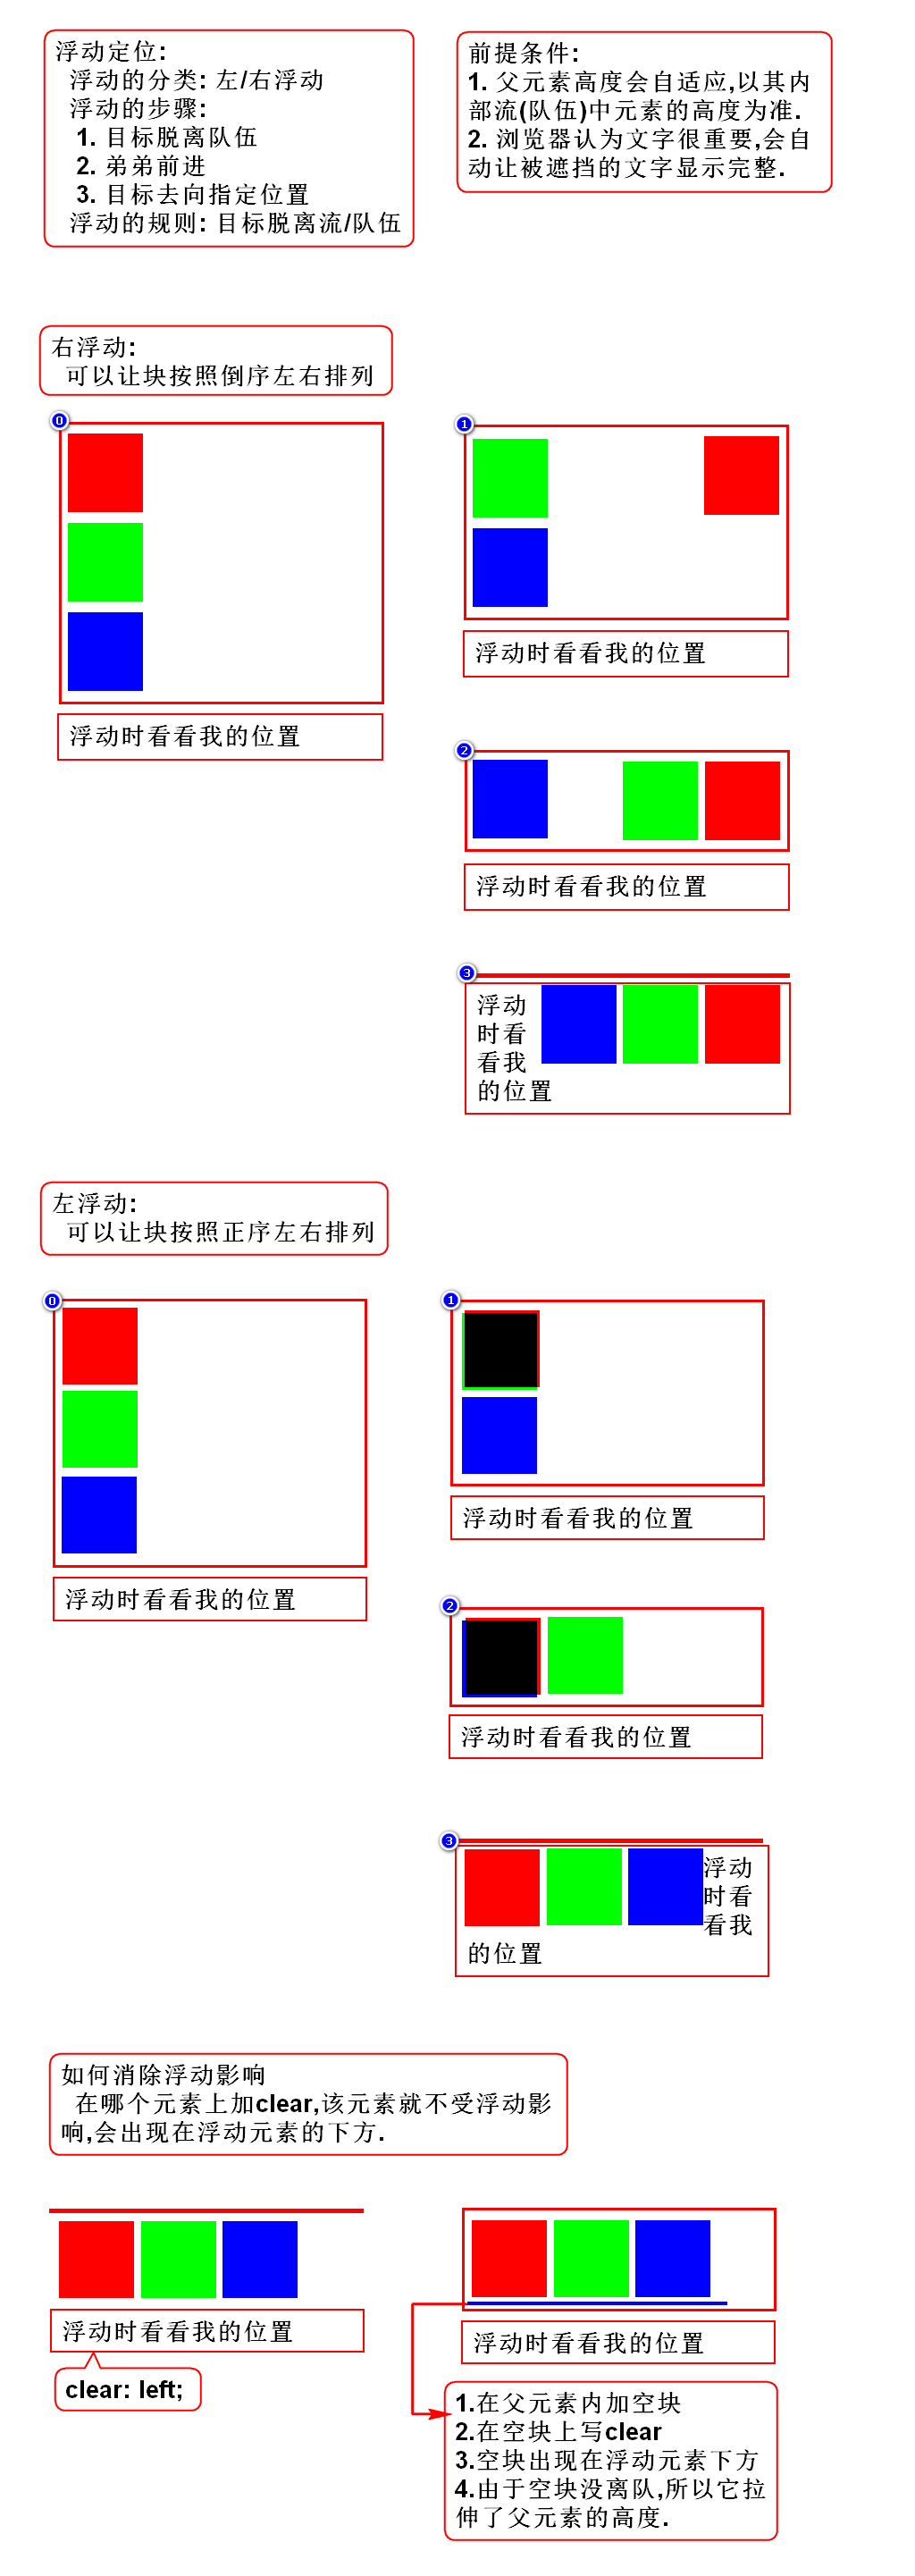 浮动定位:
浮动的分类: 左/右浮动
浮动的步骤:
1. 目标脱离队伍
2. 弟弟前进
3. 目标去向指定位置
浮动的规则: 目标脱离流/队伍
前提条件:
1. 父元素高度会自适应,以其内
部流(队伍)中元素的高度为准.
2. 浏览器认为文字很重要,会自
动让被遮挡的文字显示完整.
右浮动:
可以让块按照倒序左右排列
0
浮动时看看我的位置
1
浮动时看看我的位置
2
浮动时看看我的位置
3
浮动
时看
看我
的位置
左浮动:
可以让块按照正序左右排列
0
浮动时看看我的位置
1
浮动时看看我的位置
2
浮动时看看我的位置
3
浮动
时看
看我
的位置
如何消除浮动影响
在哪个元素上加clear,该元素就不受浮动影
响,会出现在浮动元素的下方.
浮动时看看我的位置
clear: left;
浮动时看看我的位置
1.在父元素内加空块
2.在空块上写clear
3.空块出现在浮动元素下方
4.由于空块没离队,所以它拉
伸了父元素的高度.